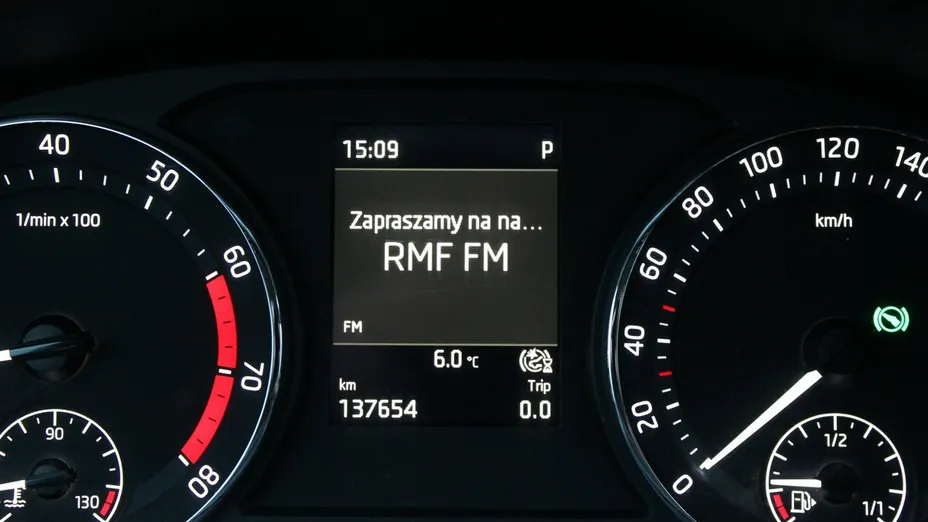 40
50
1/min x 100
60
70
80
90
130
15:09 P
Zapraszamy na na...
RMF FM
FM
6.0 °C
km Trip
137654 0.0
0
20
40
60
80
100
120
140
km/h
1/2
1/1